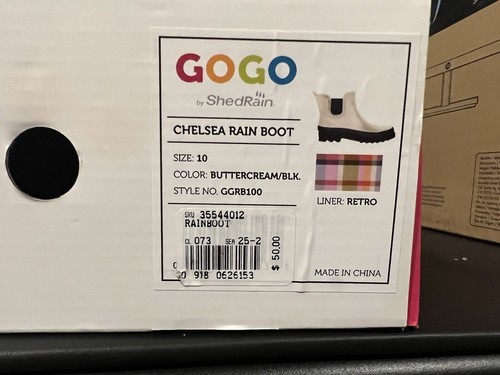 GOGO
by ShedRain
CHELSEA RAIN BOOT
SIZE: 10
COLOR: BUTTERCREAM/BLK.
STYLE NO. GGRB100
LINER: RETRO
SKU 35544012
RAINBOOT
CL 073 SEA 25-2
$ 50.00
918 0626153
MADE IN CHINA